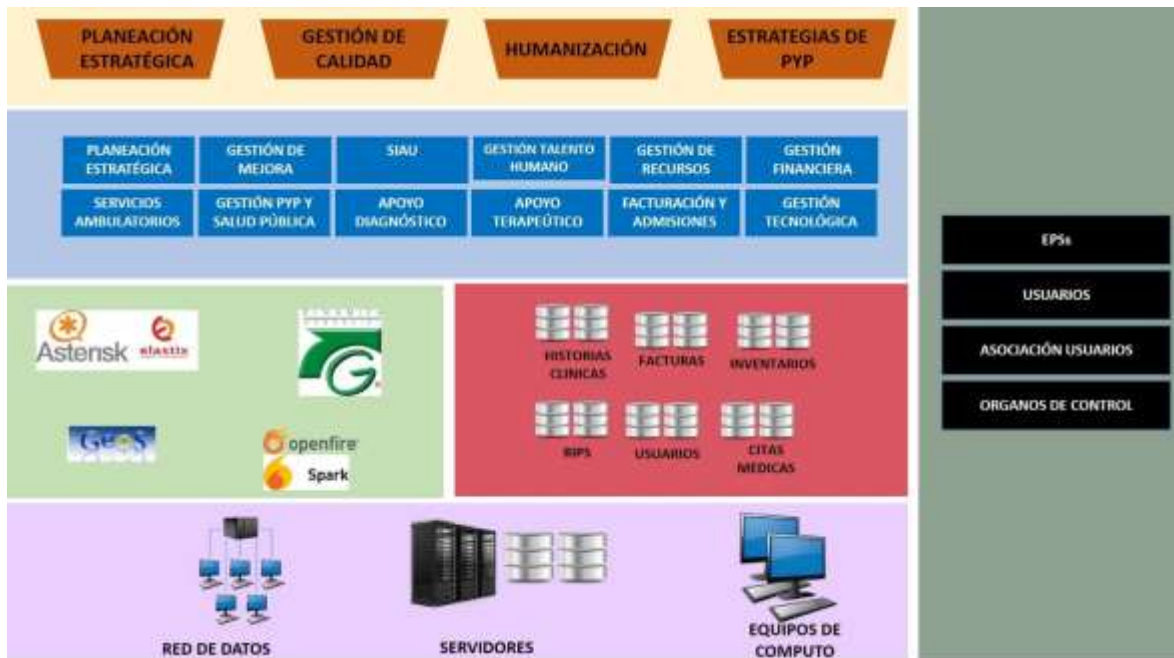 PLANEACIÓN
ESTRATÉGICA
GESTIÓN DE
CALIDAD
HUMANIZACIÓN
ESTRATEGIAS DE
PYP
PLANEACIÓN
ESTRATÉGICA
GESTIÓN DE
MEJORA
SIAU
GESTIÓN TALENTO
HUMANO
GESTIÓN DE
RECURSOS
GESTIÓN
FINANCIERA
SERVICIOS
AMBULATORIOS
GESTIÓN PYP Y
SALUD PÚBLICA
APOYO
DIAGNÓSTICO
APOYO
TERAPEÚTICO
FACTURACIÓN Y
ADMISIONES
GESTIÓN
TECNOLÓGICA
Asterisk
elastix
G
GeoS
openfire
Spark
HISTORIAS
CLINICAS
FACTURAS
INVENTARIOS
RIPS
USUARIOS
CITAS
MEDICAS
RED DE DATOS
SERVIDORES
EQUIPOS DE
COMPUTO
EPSs
USUARIOS
ASOCIACIÓN USUARIOS
ORGANOS DE CONTROL